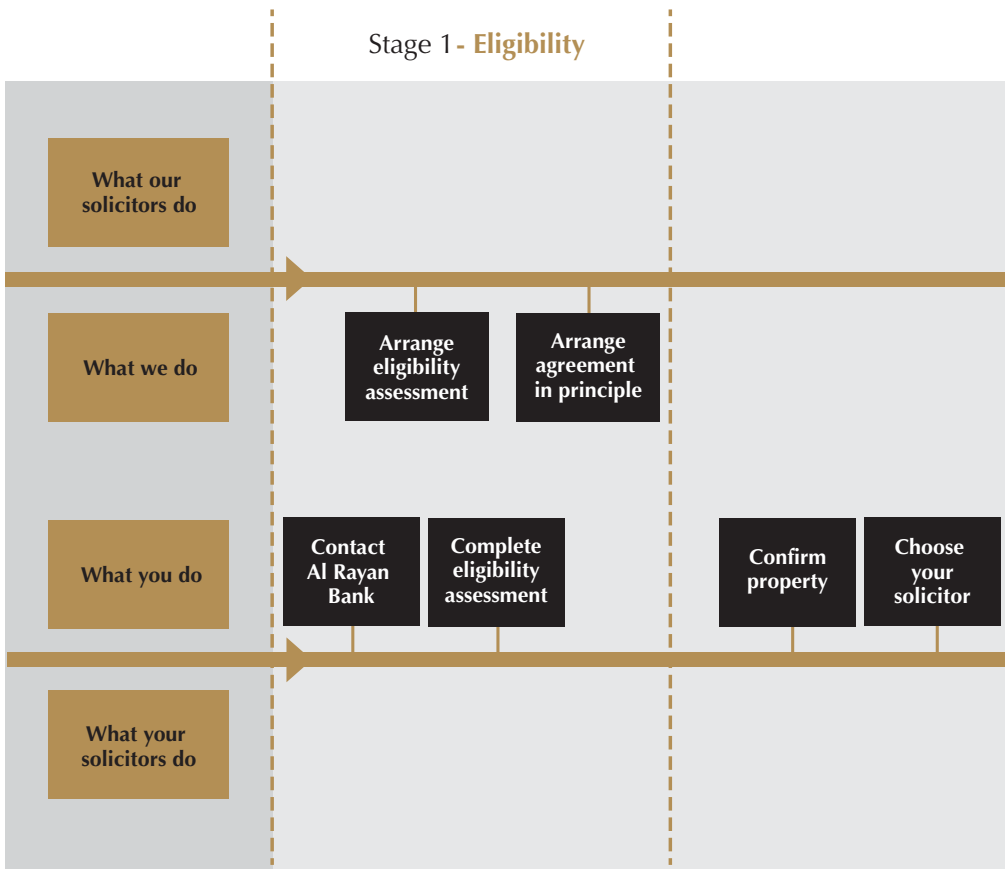 Stage 1 - Eligibility
What our
solicitors do
What we do
Arrange
eligibility
assessment
Arrange
agreement
in principle
What you do
Contact
Al Rayan
Bank
Complete
eligibility
assessment
Confirm
property
Choose
your
solicitor
What your
solicitors do